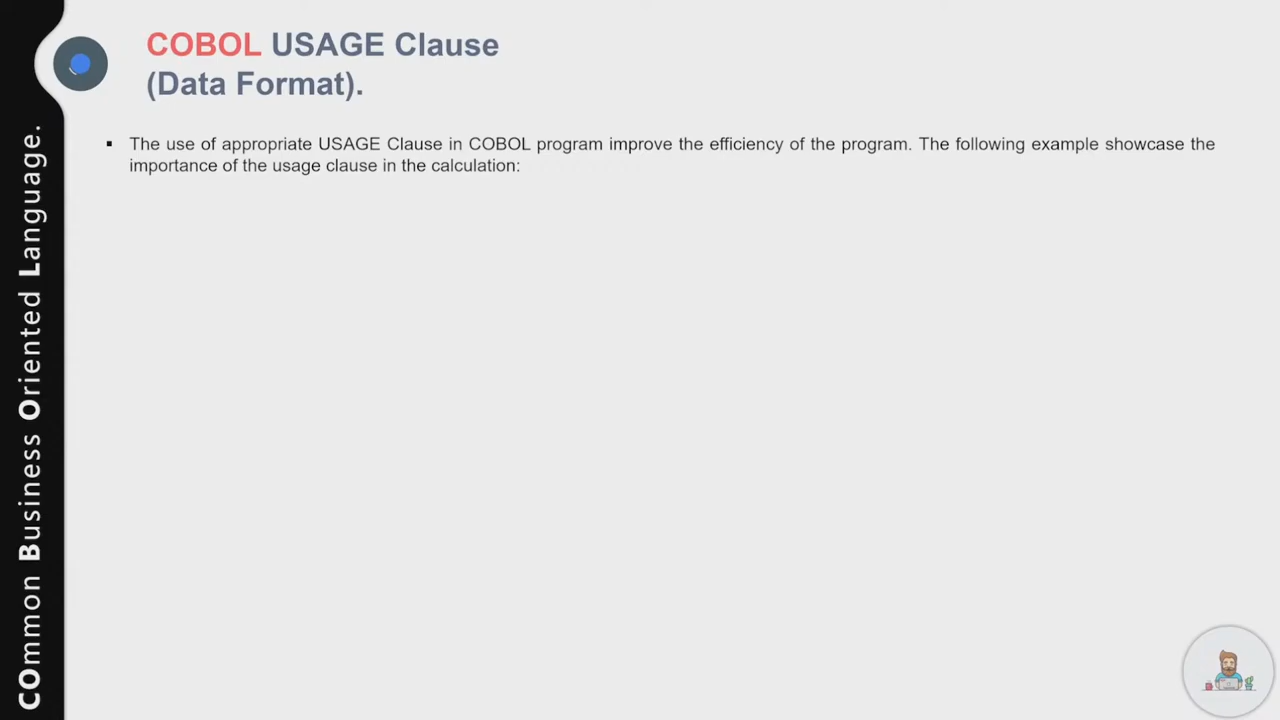 COBOL USAGE Clause
(Data Format).
▪ The use of appropriate USAGE Clause in COBOL program improve the efficiency of the program. The following example showcase the
importance of the usage clause in the calculation:
COmmon Business Oriented Language.